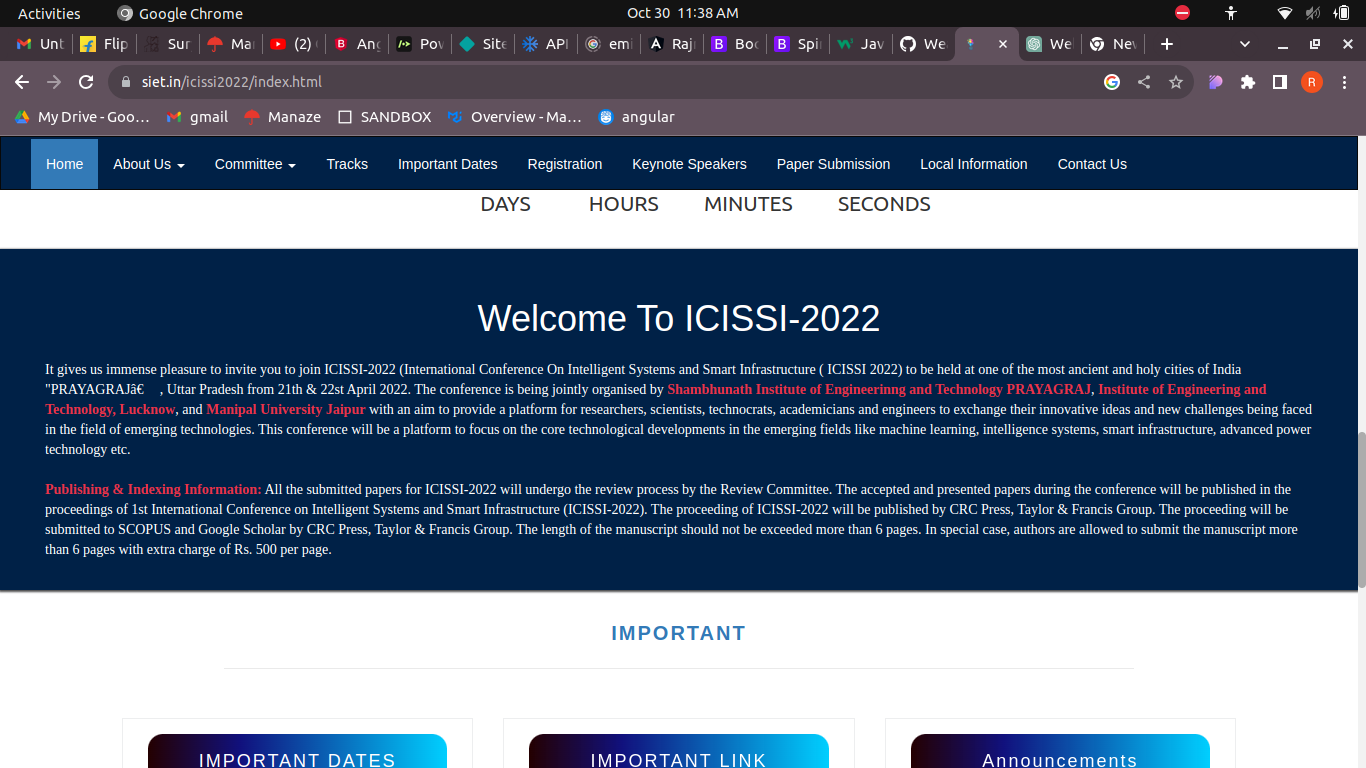 Activities Google Chrome Oct 30 11:38 AM
Unt Flip Sur Ma (2) Ang Pov Site API emi Raj Boo Spi Jav We We Nev
siet.in/icissi2022/index.html R
My Drive - Goo… gmail Manaze SANDBOX Overview - Ma… angular
Home About Us Committee Tracks Important Dates Registration Keynote Speakers Paper Submission Local Information Contact Us
DAYS HOURS MINUTES SECONDS
Welcome To ICISSI-2022
It gives us immense pleasure to invite you to join ICISSI-2022 (International Conference On Intelligent Systems and Smart Infrastructure ( ICISSI 2022) to be held at one of the most ancient and holy cities of India
"PRAYAGRAJâ€ , Uttar Pradesh from 21th & 22st April 2022. The conference is being jointly organised by Shambhunath Institute of Engineerinng and Technology PRAYAGRAJ, Institute of Engineering and
Technology, Lucknow, and Manipal University Jaipur with an aim to provide a platform for researchers, scientists, technocrats, academicians and engineers to exchange their innovative ideas and new challenges being faced
in the field of emerging technologies. This conference will be a platform to focus on the core technological developments in the emerging fields like machine learning, intelligence systems, smart infrastructure, advanced power
technology etc.
Publishing & Indexing Information: All the submitted papers for ICISSI-2022 will undergo the review process by the Review Committee. The accepted and presented papers during the conference will be published in the
proceedings of 1st International Conference on Intelligent Systems and Smart Infrastructure (ICISSI-2022). The proceeding of ICISSI-2022 will be published by CRC Press, Taylor & Francis Group. The proceeding will be
submitted to SCOPUS and Google Scholar by CRC Press, Taylor & Francis Group. The length of the manuscript should not be exceeded more than 6 pages. In special case, authors are allowed to submit the manuscript more
than 6 pages with extra charge of Rs. 500 per page.
IMPORTANT
IMPORTANT DATES IMPORTANT LINK Announcements